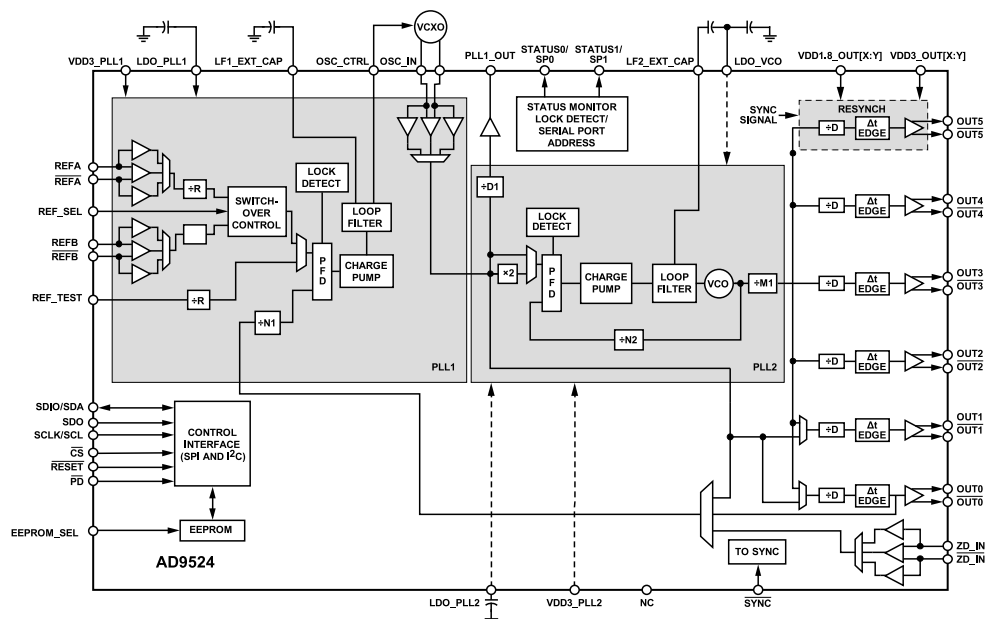 VCXO
VDD3_PLL1
LDO_PLL1
LF1_EXT_CAP
OSC_CTRL
OSC_IN
PLL1_OUT
STATUS0/
SP0
STATUS1/
SP1
LF2_EXT_CAP
LDO_VCO
VDD1.8_OUT[X:Y]
VDD3_OUT[X:Y]
STATUS MONITOR
LOCK DETECT/
SERIAL PORT
ADDRESS
SYNC
SIGNAL
RESYNCH
÷D
Δt
EDGE
OUT5
OUT5
REFA
REFA
÷R
LOCK
DETECT
REF_SEL
SWITCH-
OVER
CONTROL
LOOP
FILTER
÷D1
÷D
Δt
EDGE
OUT4
OUT4
REFB
REFB
P
F
D
CHARGE
PUMP
LOCK
DETECT
×2
P
F
D
CHARGE
PUMP
LOOP
FILTER
VCO
÷M1
÷D
Δt
EDGE
OUT3
OUT3
REF_TEST
÷R
÷N1
÷N2
PLL1
PLL2
÷D
Δt
EDGE
OUT2
OUT2
SDIO/SDA
SDO
SCLK/SCL
CS
RESET
PD
CONTROL
INTERFACE
(SPI AND I²C)
÷D
Δt
EDGE
OUT1
OUT1
÷D
Δt
EDGE
OUT0
OUT0
EEPROM_SEL
EEPROM
AD9524
TO SYNC
ZD_IN
ZD_IN
LDO_PLL2
VDD3_PLL2
NC
SYNC